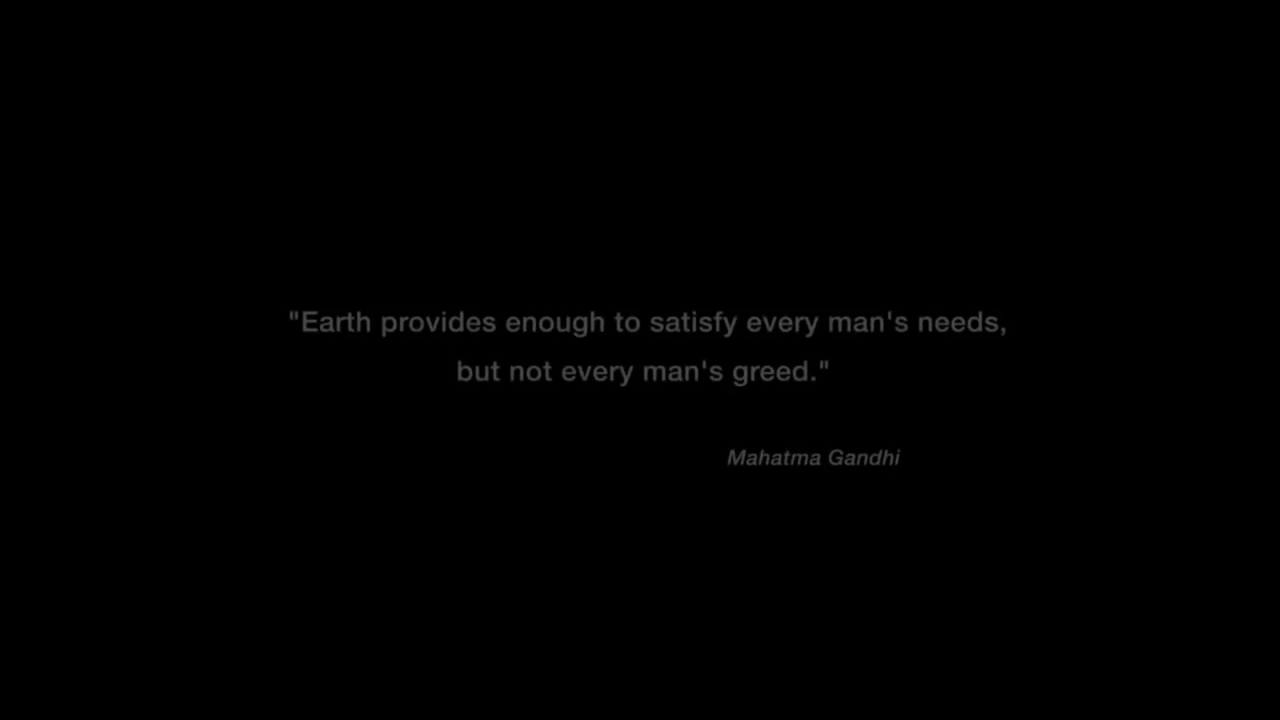 "Earth provides enough to satisfy every man's needs,
but not every man's greed."
Mahatma Gandhi